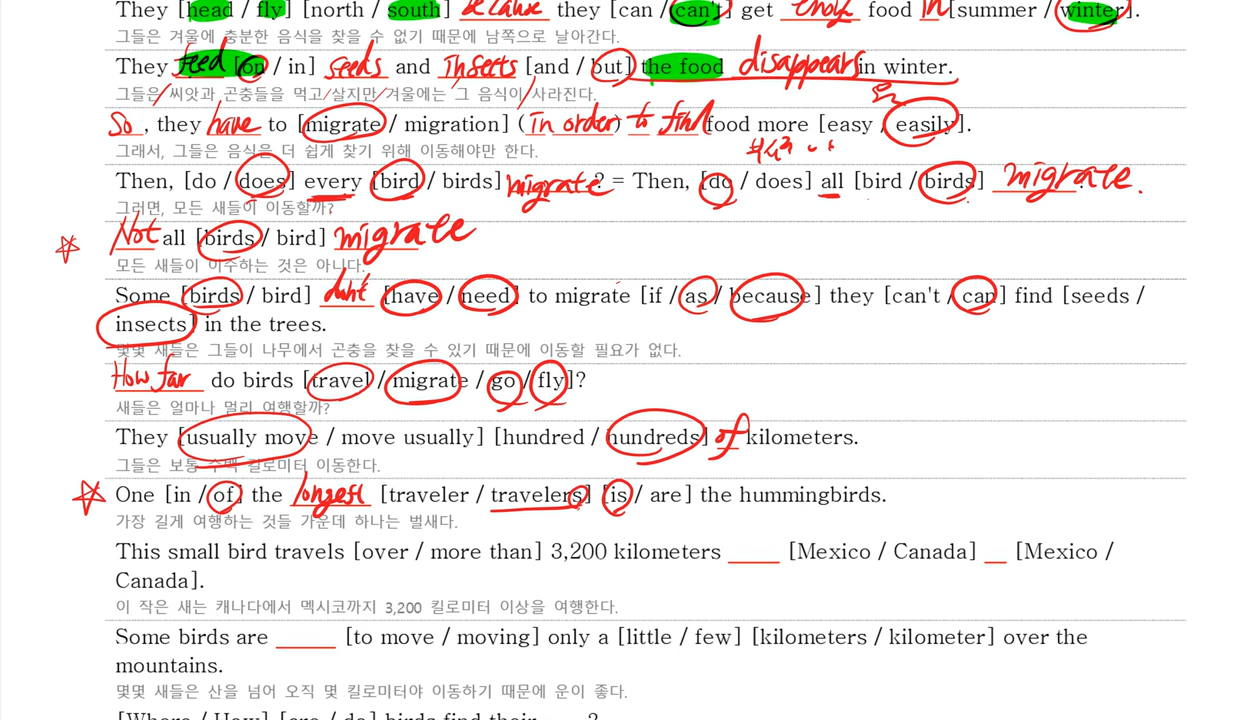 They [head / fly] [north / south] because they [can / can't] get enough food in [summer / winter].
그들은 겨울에 충분한 음식을 찾을 수 없기 때문에 남쪽으로 날아간다.
They feed [on / in] seeds and insects [and / but] the food disappears in winter.
그들은 씨앗과 곤충들을 먹고 살지만 겨울에는 그 음식이 사라진다.
So, they have to [migrate / migration] (in order) to find food more [easy / easily].
그래서, 그들은 음식을 더 쉽게 찾기 위해 이동해야만 한다.
Then, [do / does] every [bird / birds] migrate? = Then, [do / does] all [bird / birds] migrate.
그러면, 모든 새들이 이동할까?
Not all [birds / bird] migrate
모든 새들이 이주하는 것은 아니다.
Some [birds / bird] don't [have / need] to migrate [if / as / because] they [can't / can] find [seeds /
insects] in the trees.
몇몇 새들은 그들이 나무에서 곤충을 찾을 수 있기 때문에 이동할 필요가 없다.
How far do birds [travel / migrate / go / fly]?
새들은 얼마나 멀리 여행할까?
They [usually move / move usually] [hundred / hundreds] of kilometers.
그들은 보통 수백 킬로미터 이동한다.
One [in / of] the longest [traveler / travelers] [is / are] the hummingbirds.
가장 길게 여행하는 것들 가운데 하나는 벌새다.
This small bird travels [over / more than] 3,200 kilometers ____ [Mexico / Canada] __ [Mexico /
Canada].
이 작은 새는 캐나다에서 멕시코까지 3,200 킬로미터 이상을 여행한다.
Some birds are _____ [to move / moving] only a [little / few] [kilometers / kilometer] over the
mountains.
몇몇 새들은 산을 넘어 오직 몇 킬로미터야 이동하기 때문에 운이 좋다.
[Where / How] [are / do] birds find their ___?